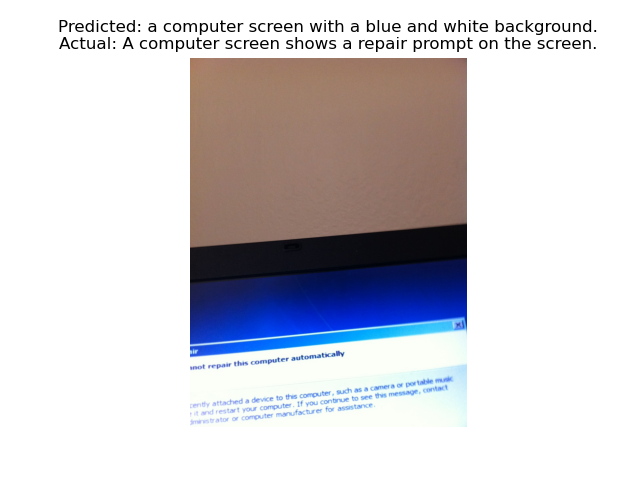 Predicted: a computer screen with a blue and white background.
Actual: A computer screen shows a repair prompt on the screen.
air
nnot repair this computer automatically
cently attached a device to this computer, such as a camera or portable music
e it and restart your computer. If you continue to see this message, contact
dministrator or computer manufacturer for assistance.